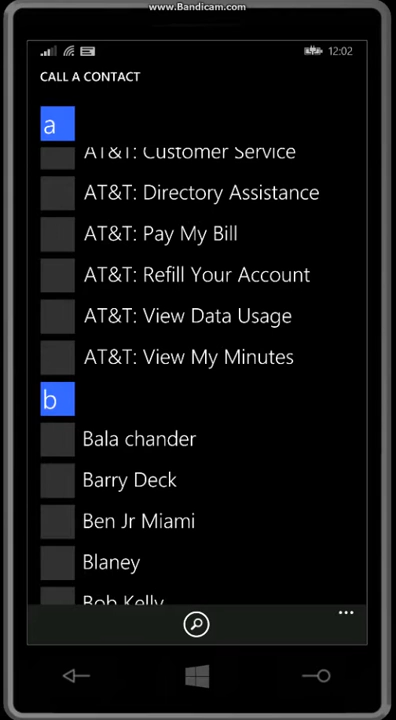 www.Bandicam.com
12:02
CALL A CONTACT
a
AT&T: Customer Service
AT&T: Directory Assistance
AT&T: Pay My Bill
AT&T: Refill Your Account
AT&T: View Data Usage
AT&T: View My Minutes
b
Bala chander
Barry Deck
Ben Jr Miami
Blaney
Bob Kelly